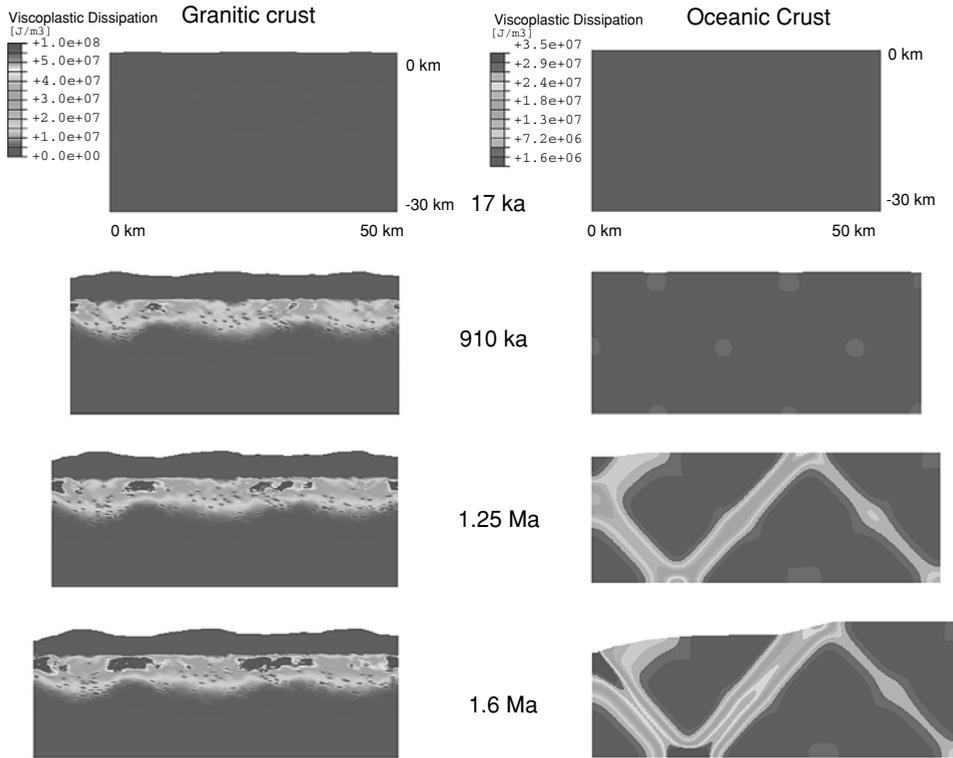 Granitic crust
Viscoplastic Dissipation
[J/m3]
+1.0e+08
+5.0e+07
+4.0e+07
+3.0e+07
+2.0e+07
+1.0e+07
+0.0e+00
0 km
-30 km
0 km
50 km
Oceanic Crust
Viscoplastic Dissipation
[J/m3]
+3.5e+07
+2.9e+07
+2.4e+07
+1.8e+07
+1.3e+07
+7.2e+06
+1.6e+06
0 km
-30 km
0 km
50 km
17 ka
910 ka
1.25 Ma
1.6 Ma